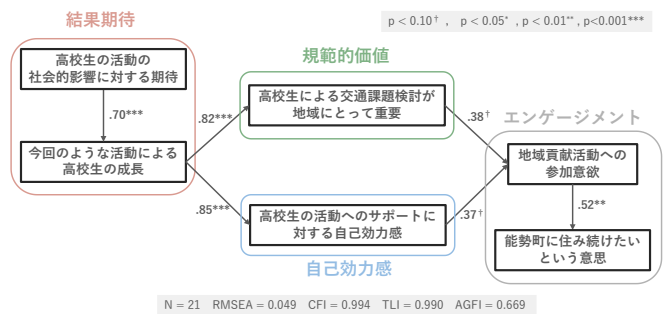 結果期待
p < 0.10† , p < 0.05* , p < 0.01** , p<0.001***
高校生の活動の
社会的影響に対する期待
.70***
今回のような活動による
高校生の成長
.82***
.85***
規範的価値
高校生による交通課題検討が
地域にとって重要
高校生の活動へのサポートに
対する自己効力感
自己効力感
.38†
.37†
エンゲージメント
地域貢献活動への
参加意欲
.52**
能勢町に住み続けたい
という意思
N = 21 RMSEA = 0.049 CFI = 0.994 TLI = 0.990 AGFI = 0.669